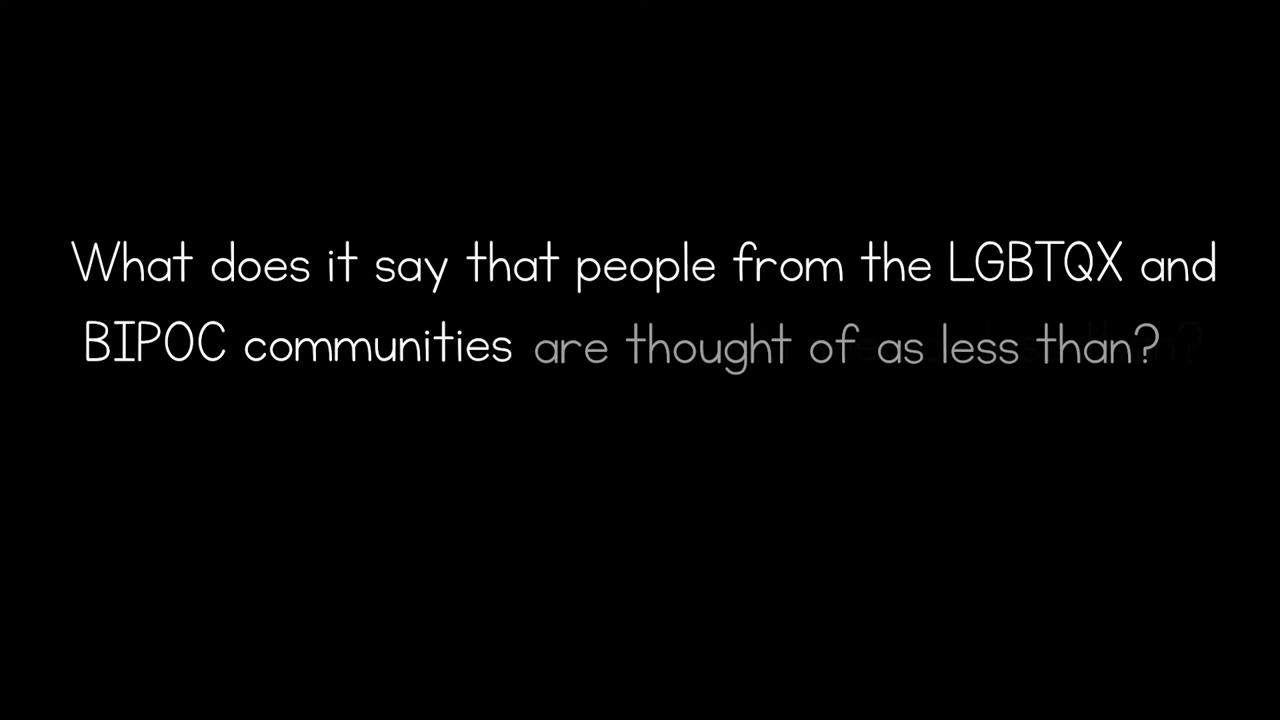 What does it say that people from the LGBTQX and
BIPOC communities are thought of as less than?